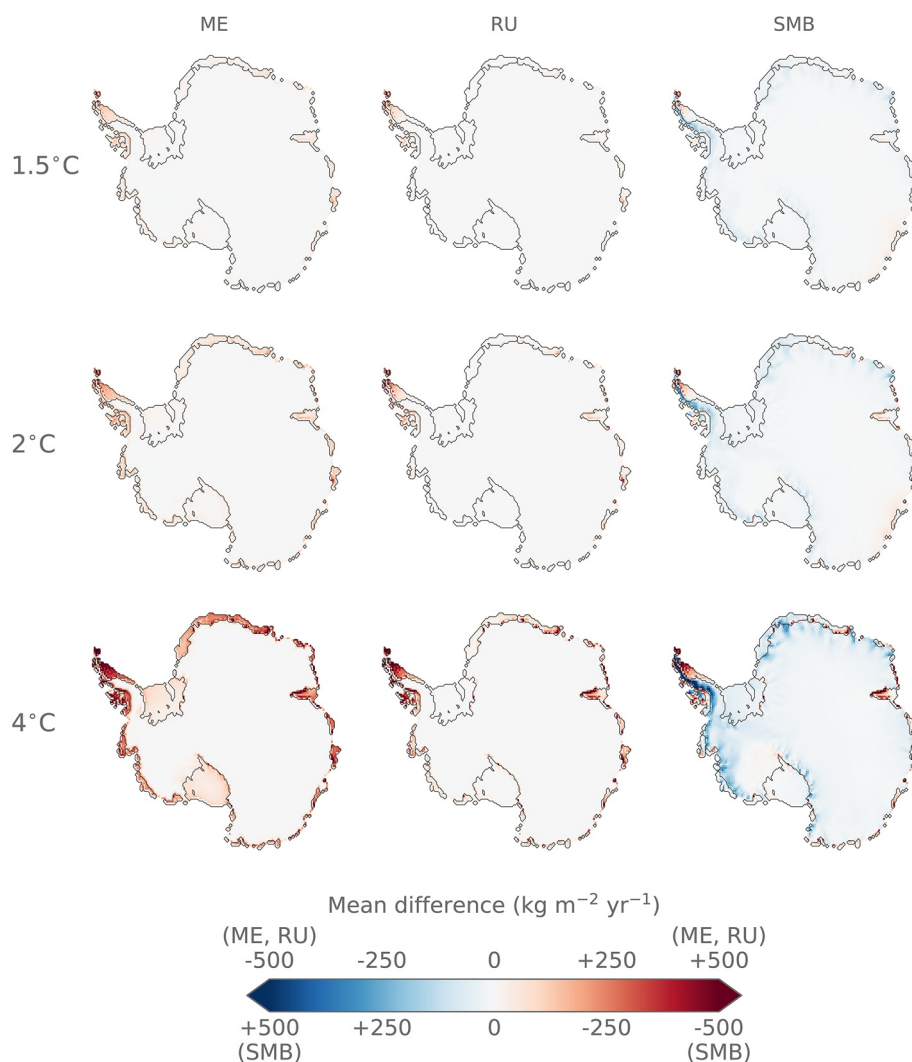 ME RU SMB
1.5°C
2°C
4°C
Mean difference (kg m⁻² yr⁻¹)
(ME, RU) (ME, RU)
-500 -250 0 +250 +500
+500 +250 0 -250 -500
(SMB) (SMB)